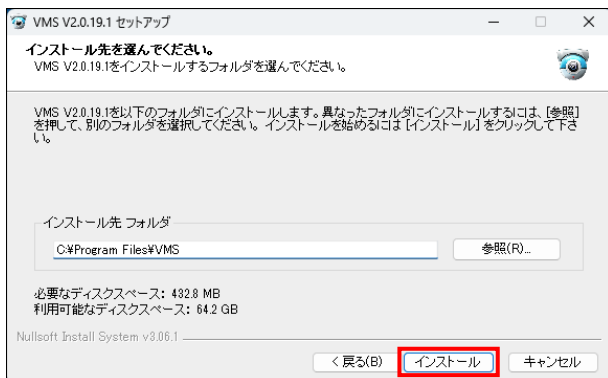 VMS V2.0.19.1 セットアップ
インストール先を選んでください。
VMS V2.0.19.1をインストールするフォルダを選んでください。
VMS V2.0.19.1を以下のフォルダにインストールします。異なったフォルダにインストールするには、[参照]
を押して、別のフォルダを選択してください。インストールを始めるには [インストール] をクリックして下さ
い。
インストール先 フォルダ
C:¥Program Files¥VMS
参照(R)...
必要なディスクスペース: 432.8 MB
利用可能なディスクスペース: 64.2 GB
Nullsoft Install System v3.06.1
< 戻る(B)
インストール
キャンセル